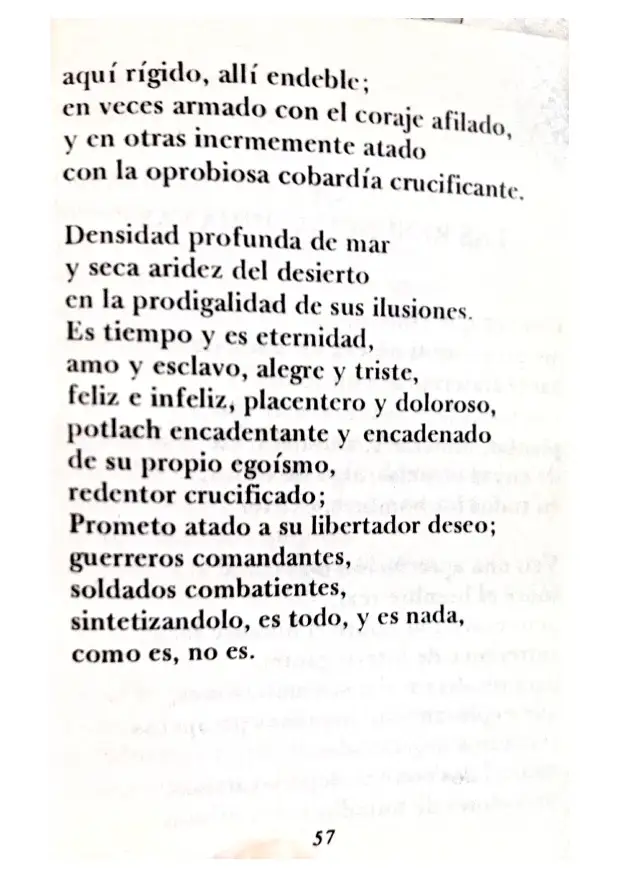 aquí rígido, allí endeble;
en veces armado con el coraje afilado,
y en otras inermemente atado
con la oprobiosa cobardía crucificante.
Densidad profunda de mar
y seca aridez del desierto
en la prodigalidad de sus ilusiones.
Es tiempo y es eternidad,
amo y esclavo, alegre y triste,
feliz e infeliz, placentero y doloroso,
potlach encadentante y encadenado
de su propio egoísmo,
redentor crucificado;
Prometo atado a su libertador deseo;
guerreros comandantes,
soldados combatientes,
sintetizandolo, es todo, y es nada,
como es, no es.
57